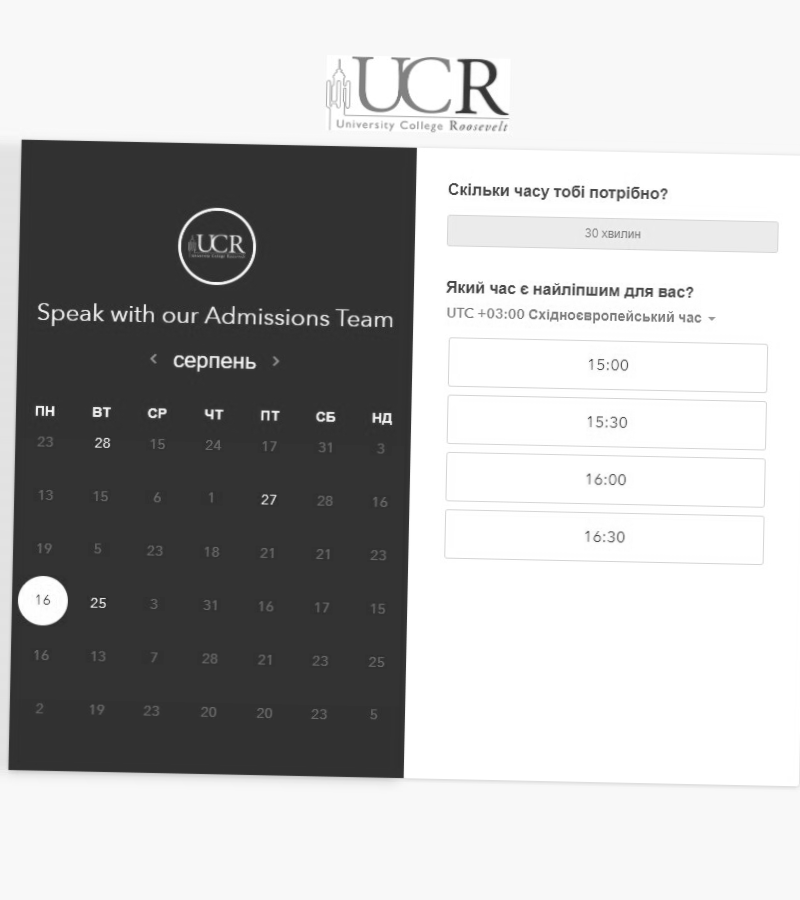 UCR
University College Roosevelt
UCR
Speak with our Admissions Team
серпень
ПН ВТ СР ЧТ ПТ СБ НД
23 28 15 24 17 31 3
13 15 6 1 27 28 16
19 5 23 18 21 21 23
16 25 3 31 16 17 15
16 13 7 28 21 23 25
2 19 23 20 20 23 5
Скільки часу тобі потрібно?
30 хвилин
Який час є найліпшим для вас?
UTC +03:00 Східноєвропейський час
15:00
15:30
16:00
16:30